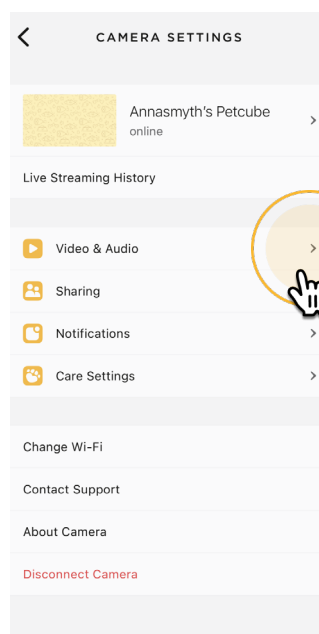 CAMERA SETTINGS
Annasmyth's Petcube
online
Live Streaming History
Video & Audio
Sharing
Notifications
Care Settings
Change Wi-Fi
Contact Support
About Camera
Disconnect Camera